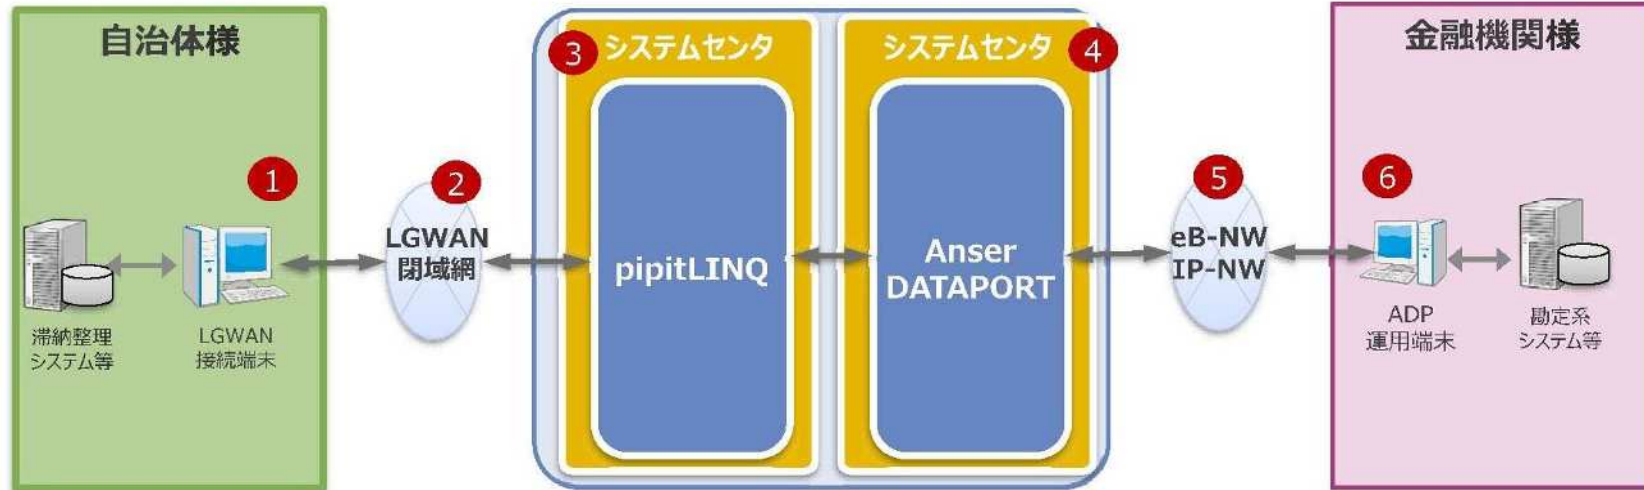 自治体様
1
滞納整理
システム等
LGWAN
接続端末
2
LGWAN
閉域網
3
システムセンタ
pipitLINQ
システムセンタ
4
Anser
DATAPORT
5
eB-NW
IP-NW
金融機関様
6
ADP
運用端末
勘定系
システム等